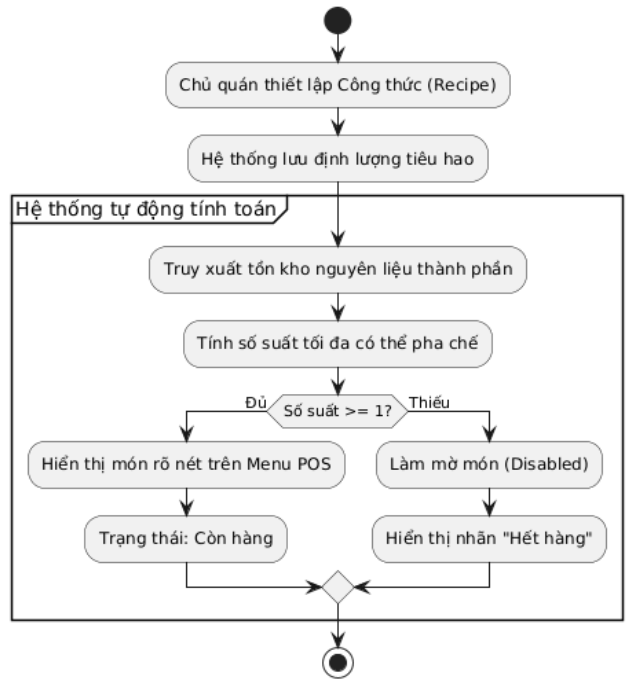 Chủ quán thiết lập Công thức (Recipe)
Hệ thống lưu định lượng tiêu hao
Hệ thống tự động tính toán
Truy xuất tồn kho nguyên liệu thành phần
Tính số suất tối đa có thể pha chế
Đủ
Số suất >= 1?
Thiếu
Hiển thị món rõ nét trên Menu POS
Làm mờ món (Disabled)
Trạng thái: Còn hàng
Hiển thị nhãn "Hết hàng"